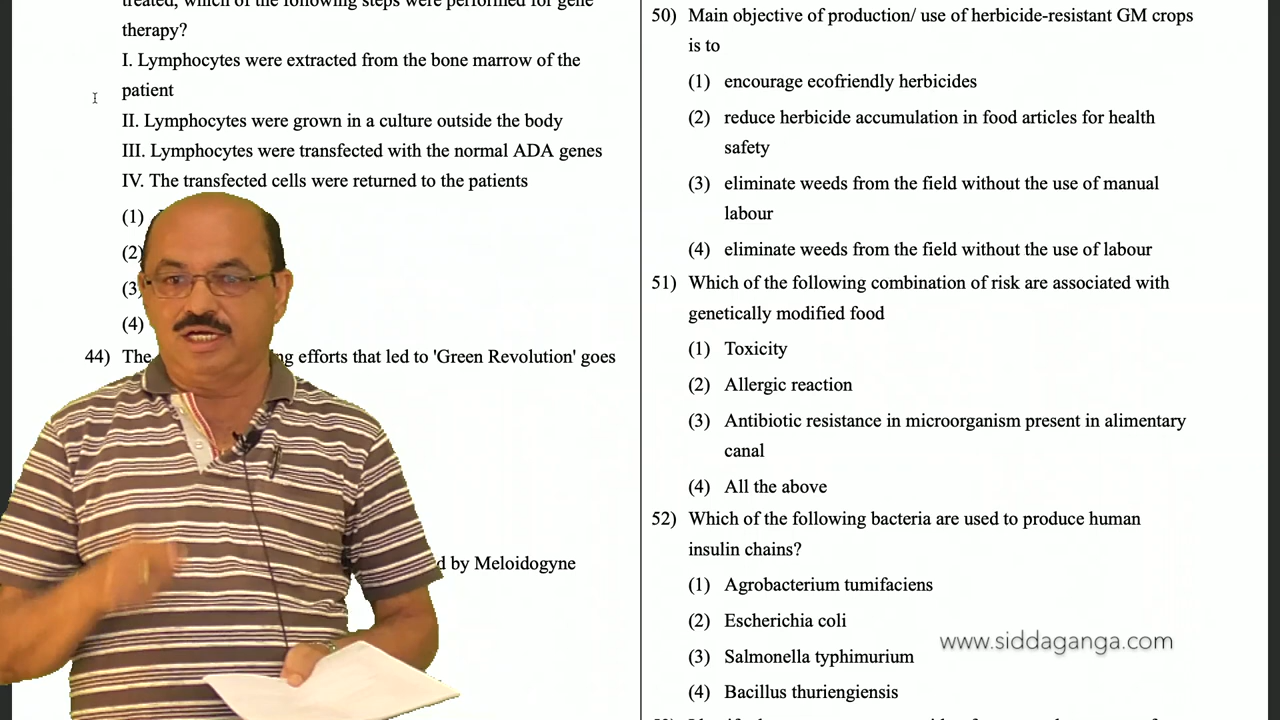 treated, which of the following steps were performed for gene
therapy?
I. Lymphocytes were extracted from the bone marrow of the
patient
II. Lymphocytes were grown in a culture outside the body
III. Lymphocytes were transfected with the normal ADA genes
IV. The transfected cells were returned to the patients
(1)
(2)
(3)
(4)
44) The efforts that led to 'Green Revolution' goes
by Meloidogyne
50) Main objective of production/ use of herbicide-resistant GM crops
is to
(1) encourage ecofriendly herbicides
(2) reduce herbicide accumulation in food articles for health
safety
(3) eliminate weeds from the field without the use of manual
labour
(4) eliminate weeds from the field without the use of labour
51) Which of the following combination of risk are associated with
genetically modified food
(1) Toxicity
(2) Allergic reaction
(3) Antibiotic resistance in microorganism present in alimentary
canal
(4) All the above
52) Which of the following bacteria are used to produce human
insulin chains?
(1) Agrobacterium tumifaciens
(2) Escherichia coli
www.siddaganga.com
(3) Salmonella typhimurium
(4) Bacillus thuriengiensis